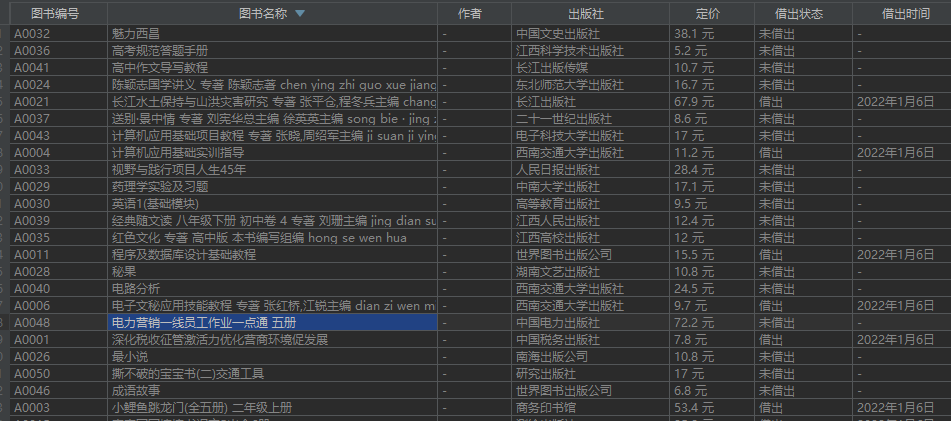 图书编号 图书名称 作者 出版社 定价 借出状态 借出时间
A0032 魅力西昌 - 中国文史出版社 38.1 元 未借出 -
A0036 高考规范答题手册 - 江西科学技术出版社 5.2 元 未借出 -
A0041 高中作文导写教程 - 长江出版传媒 10.7 元 未借出 -
A0024 陈颖志国学讲义 专著 陈颖志著 chen ying zhi guo xue jiang - 东北师范大学出版社 16.7 元 未借出 -
A0021 长江水土保持与山洪灾害研究 专著 张平仓,程冬兵主编 chang - 长江出版社 67.9 元 借出 2022年1月6日
A0037 送别·景中情 专著 刘宪华总主编 徐英英主编 song bie · jing - 二十一世纪出版社 8.6 元 未借出 -
A0043 计算机应用基础项目教程 专著 张晓,周绍军主编 ji suan ji ying - 电子科技大学出版社 17 元 未借出 -
A0004 计算机应用基础实训指导 - 西南交通大学出版社 11.2 元 借出 2022年1月6日
A0033 视野与践行项目人生45年 - 人民日报出版社 28.4 元 未借出 -
A0029 药理学实验及习题 - 中南大学出版社 17.1 元 未借出 -
A0030 英语1(基础模块) - 高等教育出版社 9.5 元 未借出 -
A0039 经典随文读 八年级下册 初中卷 4 专著 刘珊主编 jing dian su - 江西人民出版社 12.4 元 未借出 -
A0035 红色文化 专著 高中版 本书编写组编 hong se wen hua - 江西高校出版社 12 元 未借出 -
A0011 程序及数据库设计基础教程 - 世界图书出版公司 15.5 元 借出 2022年1月6日
A0028 秘果 - 湖南文艺出版社 10.8 元 未借出 -
A0040 电路分析 - 西南交通大学出版社 24.5 元 未借出 -
A0006 电子文秘应用技能教程 专著 张红桥,江锐主编 dian zi wen m - 西南交通大学出版社 9.7 元 借出 2022年1月6日
A0048 电力营销一线员工作业一点通 五册 - 中国电力出版社 72.2 元 未借出 -
A0001 深化税收征管激活力优化营商环境促发展 - 中国税务出版社 7.8 元 借出 2022年1月6日
A0026 最小说 - 南海出版公司 10.8 元 未借出 -
A0050 撕不破的宝宝书(二)交通工具 - 研究出版社 17 元 未借出 -
A0046 成语故事 - 世界图书出版公司 6.8 元 未借出 -
A0003 小鲤鱼跳龙门(全五册) 二年级上册 - 商务印书馆 53.4 元 借出 2022年1月6日